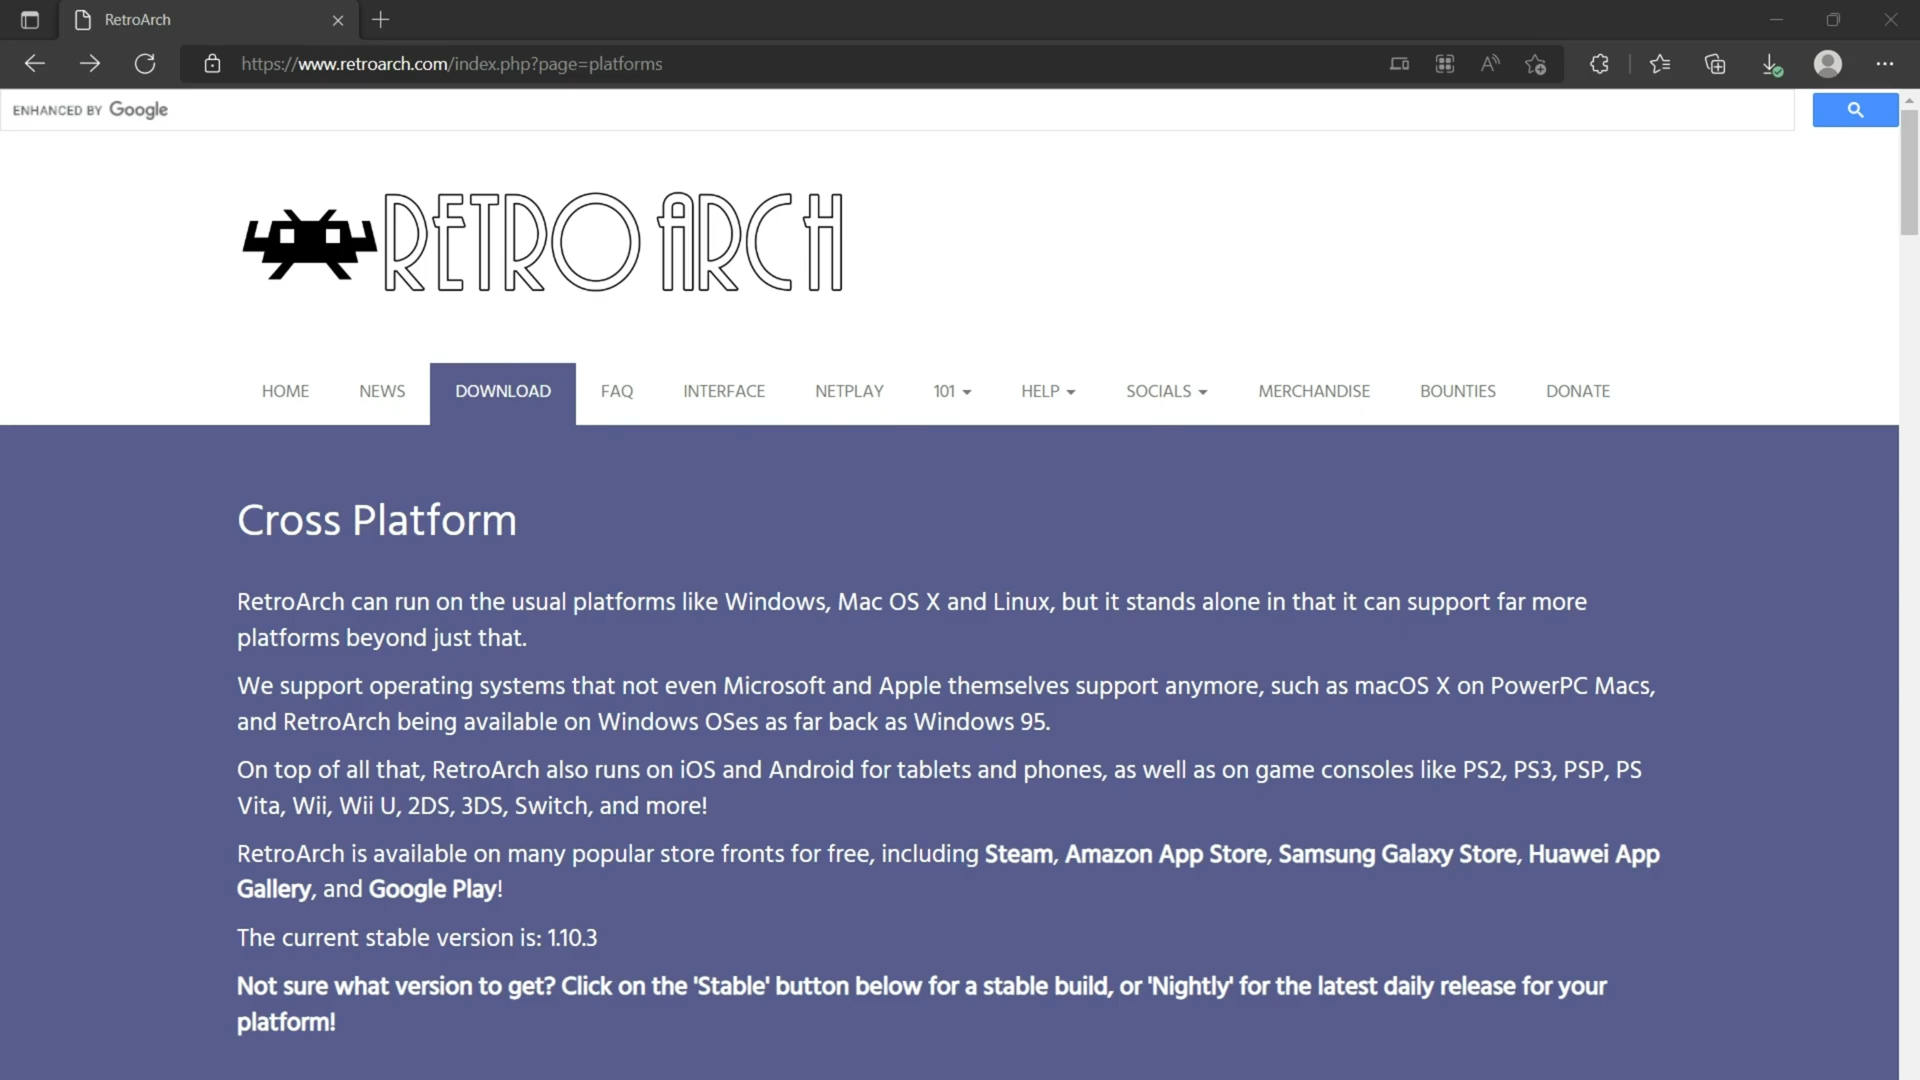 RetroArch
https://www.retroarch.com/index.php?page=platforms
ENHANCED BY Google
RETROARCH
HOME NEWS DOWNLOAD FAQ INTERFACE NETPLAY 101 HELP SOCIALS MERCHANDISE BOUNTIES DONATE
Cross Platform
RetroArch can run on the usual platforms like Windows, Mac OS X and Linux, but it stands alone in that it can support far more
platforms beyond just that.
We support operating systems that not even Microsoft and Apple themselves support anymore, such as macOS X on PowerPC Macs,
and RetroArch being available on Windows OSes as far back as Windows 95.
On top of all that, RetroArch also runs on iOS and Android for tablets and phones, as well as on game consoles like PS2, PS3, PSP, PS
Vita, Wii, Wii U, 2DS, 3DS, Switch, and more!
RetroArch is available on many popular store fronts for free, including Steam, Amazon App Store, Samsung Galaxy Store, Huawei App
Gallery, and Google Play!
The current stable version is: 1.10.3
Not sure what version to get? Click on the 'Stable' button below for a stable build, or 'Nightly' for the latest daily release for your
platform!